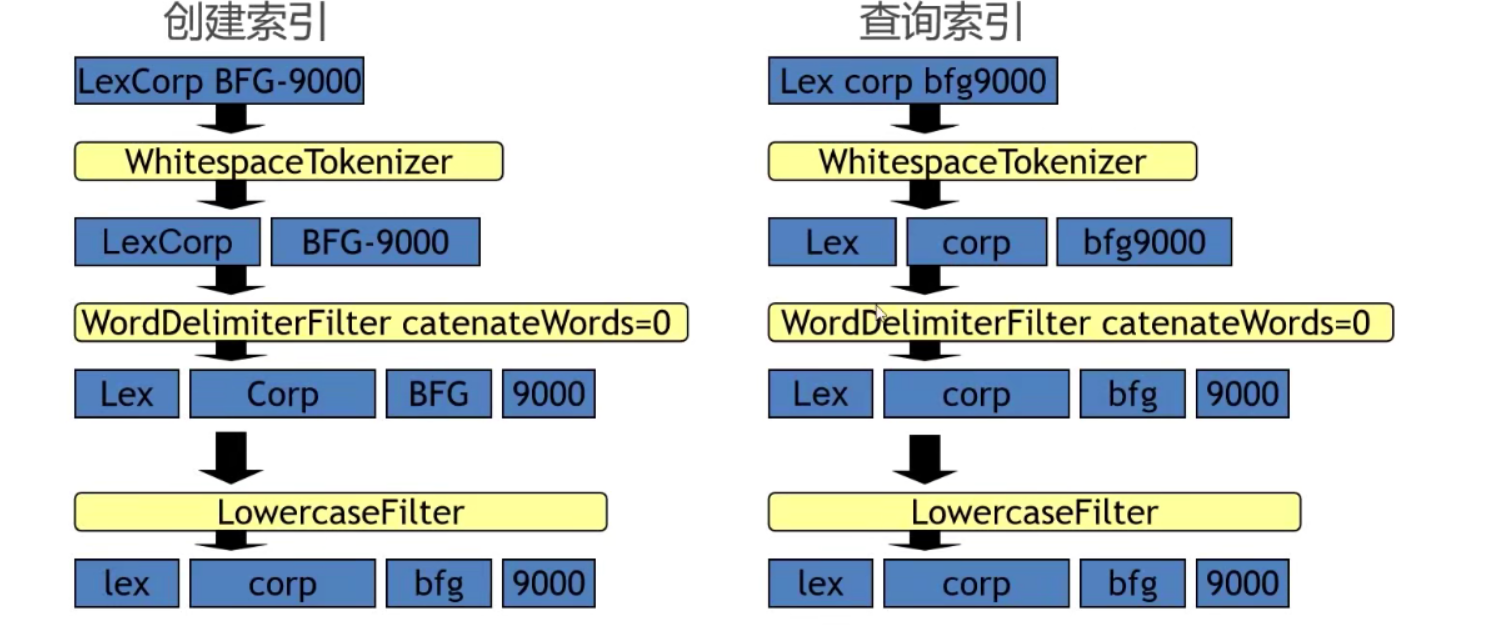 创建索引
LexCorp BFG-9000
WhitespaceTokenizer
LexCorp BFG-9000
WordDelimiterFilter catenateWords=0
Lex Corp BFG 9000
LowercaseFilter
lex corp bfg 9000
查询索引
Lex corp bfg9000
WhitespaceTokenizer
Lex corp bfg9000
WordDelimiterFilter catenateWords=0
Lex corp bfg 9000
LowercaseFilter
lex corp bfg 9000